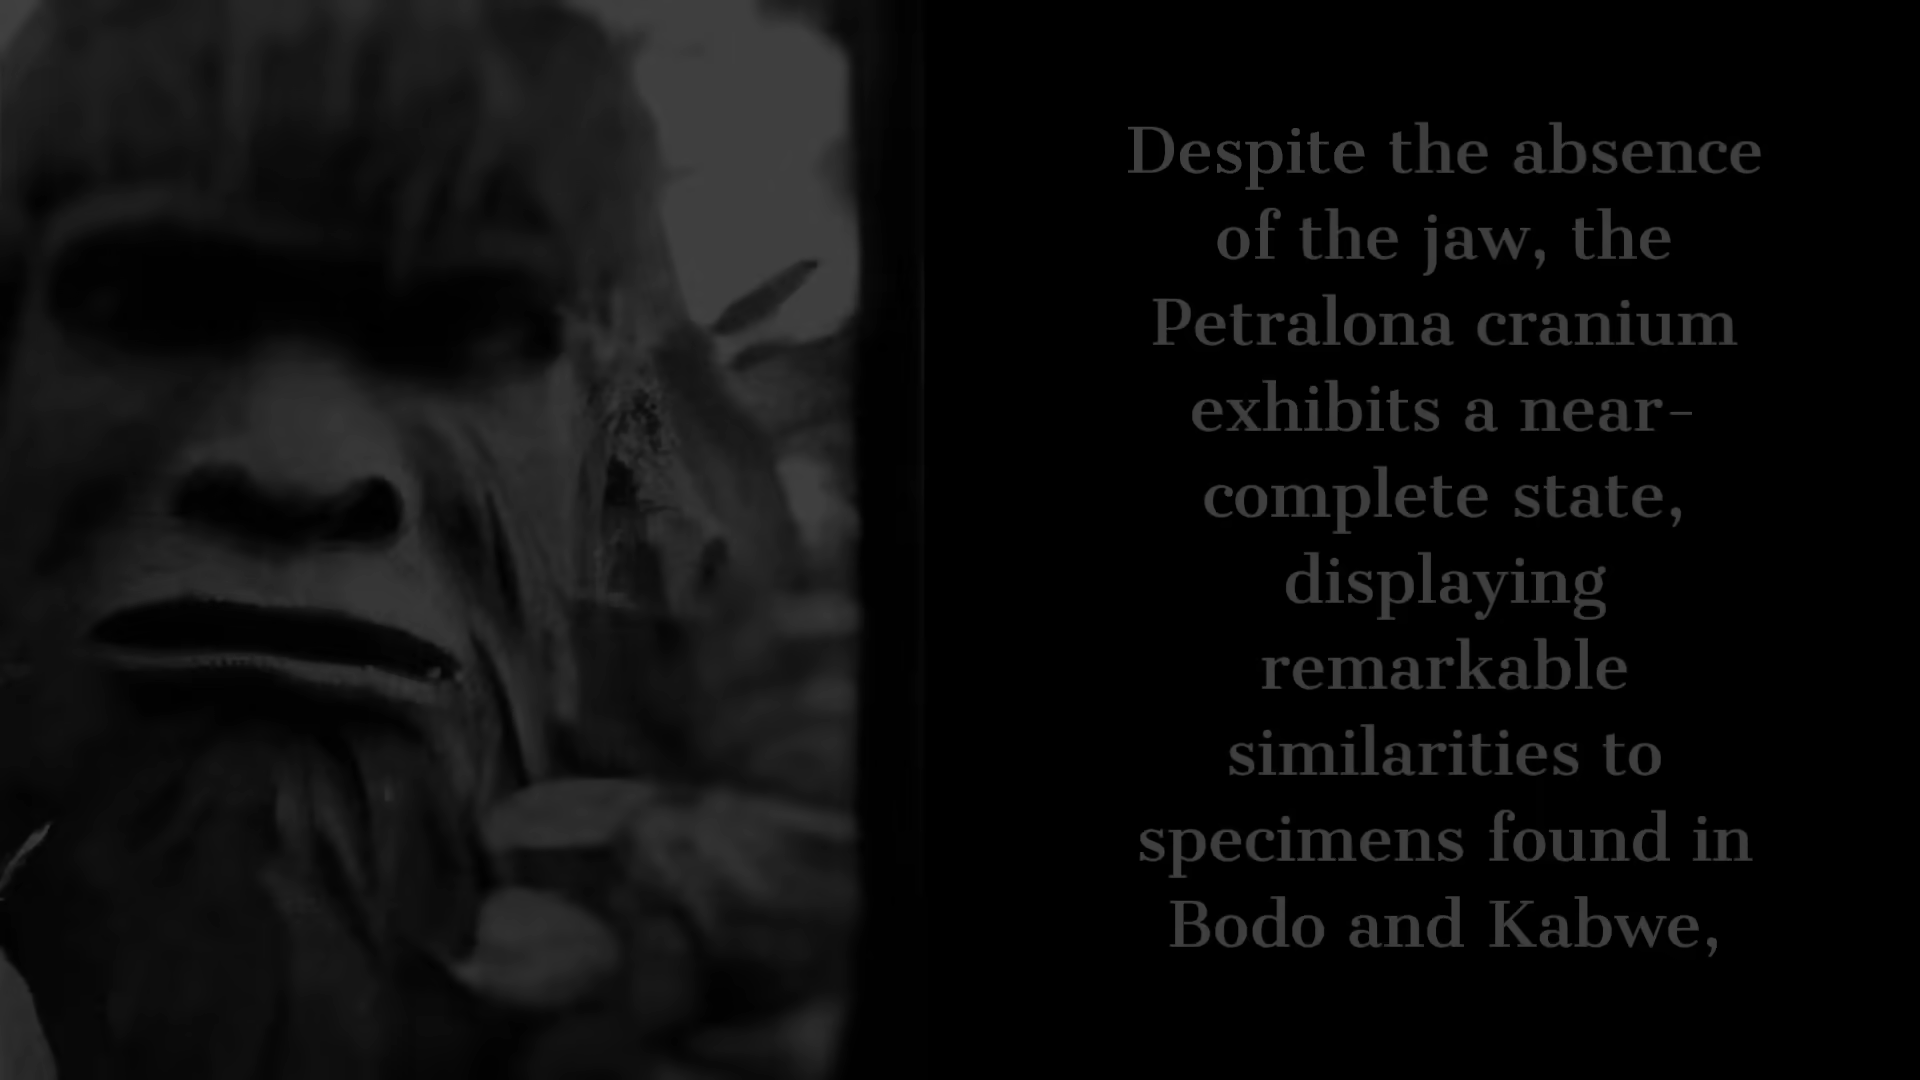 Despite the absence
of the jaw, the
Petralona cranium
exhibits a near-
complete state,
displaying
remarkable
similarities to
specimens found in
Bodo and Kabwe,